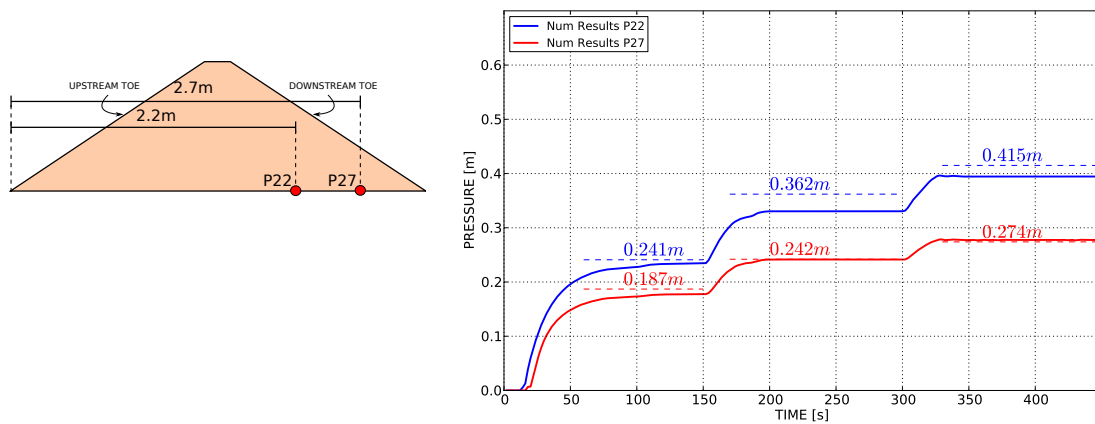 2.7m
UPSTREAM TOE
DOWNSTREAM TOE
2.2m
P22
P27
Num Results P22
Num Results P27
0.6
0.5
0.4
0.3
0.2
0.1
0.0
PRESSURE [m]
0.241m
0.187m
0.362m
0.242m
0.415m
0.274m
0
50
100
150
200
250
300
350
400
TIME [s]